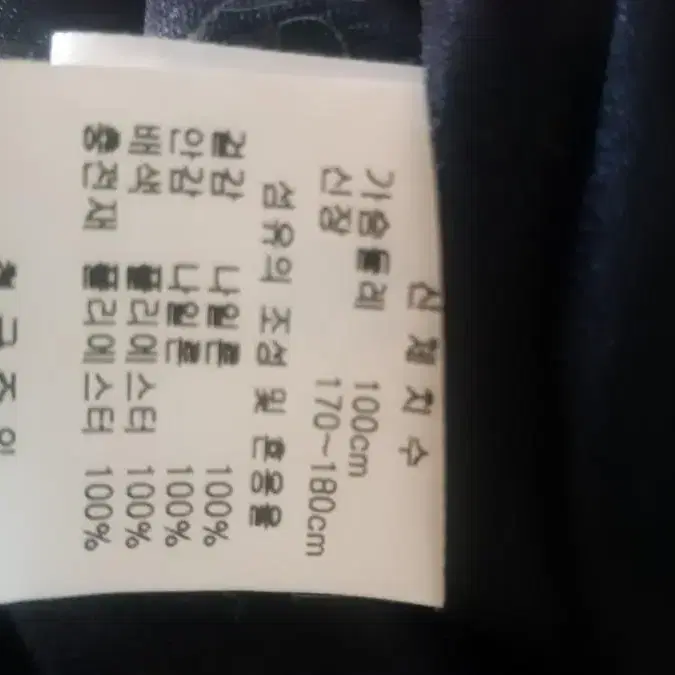 신 체 치 수
가슴둘레 100cm
신장 170~180cm
섬유의 조성 및 혼용율
겉감 나일론 100%
안감 나일론 100%
배색 폴리에스터 100%
충전재 폴리에스터 100%